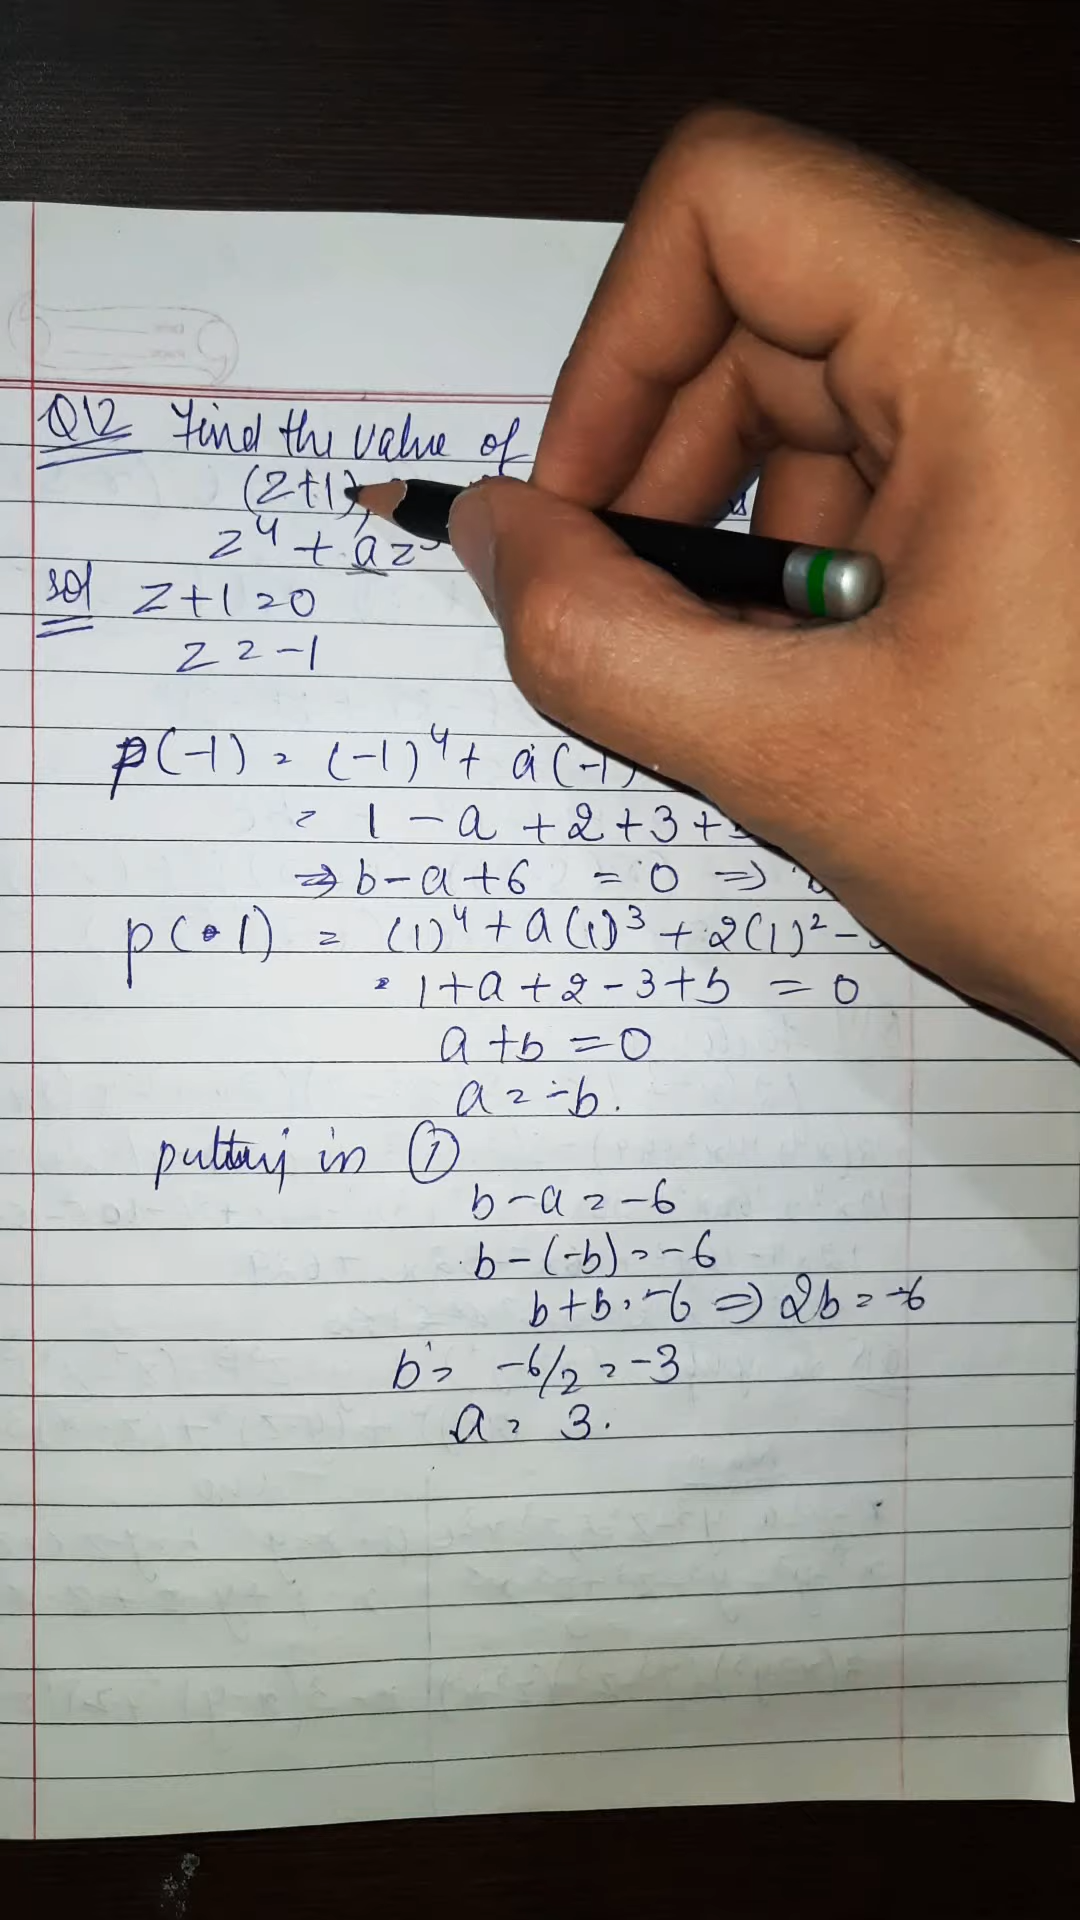 Q12 Find the value of
(z+1),
z⁴ + az³
sol z+1=0
z=-1
p(-1) = (-1)⁴ + a(-1)
= 1 - a + 2 + 3 +
⇒ b-a+6 = 0 ⇒
p(1) = (1)⁴ + a(1)³ + 2(1)² -
= 1+a+2-3+b = 0
a+b=0
a=-b.
putting in ①
b-a=-6
b-(-b)=-6
b+b=-6 ⇒ 2b=-6
b= -6/2 = -3
a= 3.